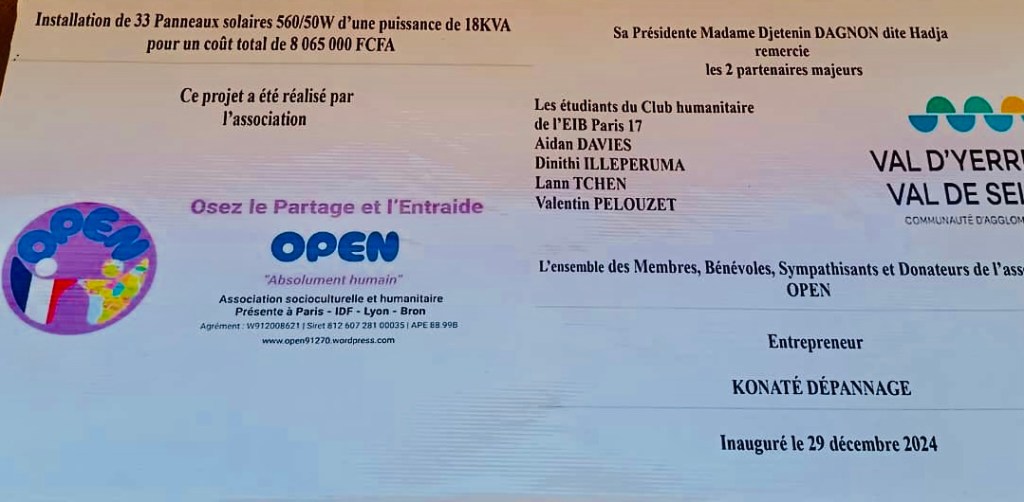 Installation de 33 Panneaux solaires 560/50W d'une puissance de 18KVA
pour un coût total de 8 065 000 FCFA
Ce projet a été réalisé par
l'association
OPEN
Osez le Partage et l'Entraide
OPEN
"Absolument humain"
Association socioculturelle et humanitaire
Présente à Paris - IDF - Lyon - Bron
Agrément : W912008621 | Siret 812 607 281 00035 | APE 88 99B
www.open91270.wordpress.com
Sa Présidente Madame Djetenin DAGNON dite Hadja
remercie
les 2 partenaires majeurs
Les étudiants du Club humanitaire
de l'EIB Paris 17
Aidan DAVIES
Dinithi ILLEPERUMA
Lann TCHEN
Valentin PELOUZET
VAL D'YERRE
VAL DE SE
COMMUNAUTÉ D'AGGLOM
L'ensemble des Membres, Bénévoles, Sympathisants et Donateurs de l'asso
OPEN
Entrepreneur
KONATÉ DÉPANNAGE
Inauguré le 29 décembre 2024